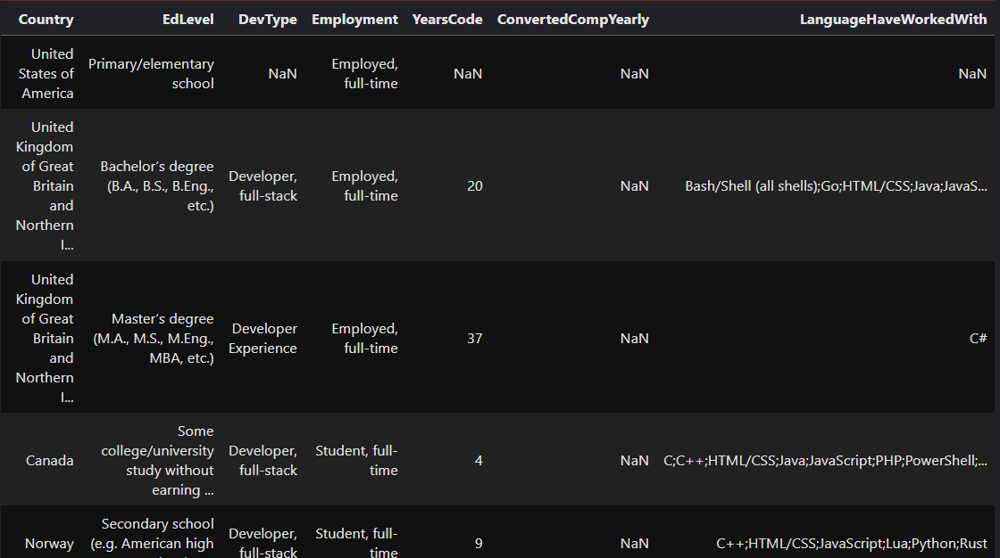 Country EdLevel DevType Employment YearsCode ConvertedCompYearly LanguageHaveWorkedWith
United
States of
America
Primary/elementary
school
NaN
Employed,
full-time
NaN
NaN
NaN
United
Kingdom
of Great
Britain
and
Northern
I...
Bachelor’s degree
(B.A., B.S., B.Eng.,
etc.)
Developer,
full-stack
Employed,
full-time
20
NaN
Bash/Shell (all shells);Go;HTML/CSS;Java;JavaS...
United
Kingdom
of Great
Britain
and
Northern
I...
Master’s degree
(M.A., M.S., M.Eng.,
MBA, etc.)
Developer
Experience
Employed,
full-time
37
NaN
C#
Canada
Some
college/university
study without
earning ...
Developer,
full-stack
Student, full-
time
4
NaN
C;C++;HTML/CSS;Java;JavaScript;PHP;PowerShell;...
Norway
Secondary school
(e.g. American high
Developer,
full-stack
Student, full-
time
9
NaN
C++;HTML/CSS;JavaScript;Lua;Python;Rust